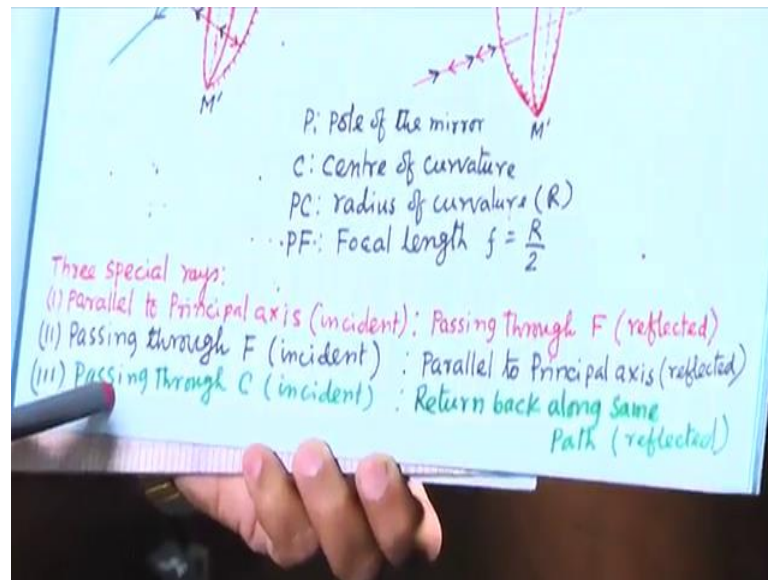 M'
M'
P: Pole of the mirror
C: Centre of curvature
PC: radius of curvature (R)
PF: Focal length f = R/2
Three special rays:
(I) Parallel to Principal axis (incident): Passing Through F (reflected)
(II) Passing through F (incident) : Parallel to Principal axis (reflected)
(III) Passing Through C (incident) : Return back along same
Path (reflected)